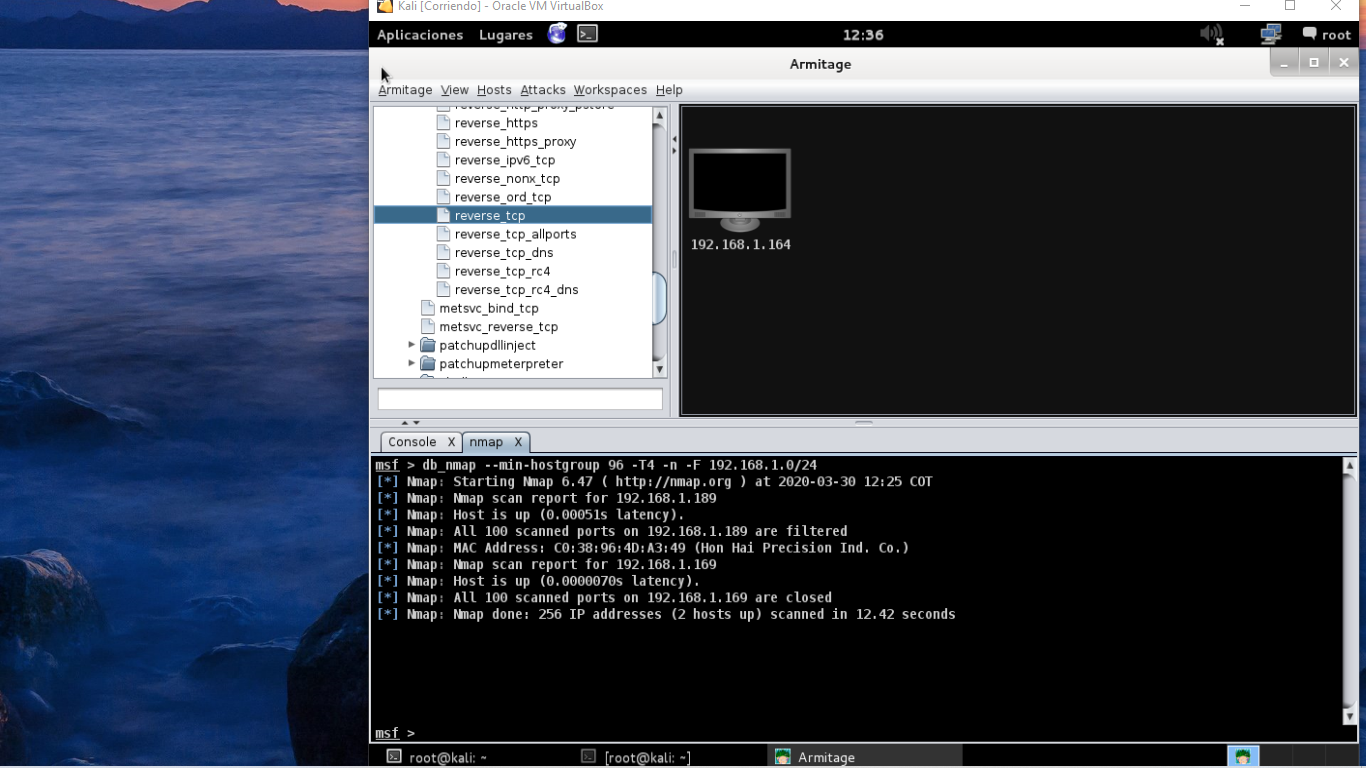 Kali [Corriendo] - Oracle VM VirtualBox
Aplicaciones Lugares 12:36 root
Armitage
Armitage View Hosts Attacks Workspaces Help
reverse_http_proxy_pstore
reverse_https
reverse_https_proxy
reverse_ipv6_tcp
reverse_nonx_tcp
reverse_ord_tcp
reverse_tcp
reverse_tcp_allports
reverse_tcp_dns
reverse_tcp_rc4
reverse_tcp_rc4_dns
metsvc_bind_tcp
metsvc_reverse_tcp
patchupdllinject
patchupmeterpreter
192.168.1.164
Console X nmap X
msf > db_nmap --min-hostgroup 96 -T4 -n -F 192.168.1.0/24
[*] Nmap: Starting Nmap 6.47 ( http://nmap.org ) at 2020-03-30 12:25 COT
[*] Nmap: Nmap scan report for 192.168.1.189
[*] Nmap: Host is up (0.00051s latency).
[*] Nmap: All 100 scanned ports on 192.168.1.189 are filtered
[*] Nmap: MAC Address: C0:38:96:4D:A3:49 (Hon Hai Precision Ind. Co.)
[*] Nmap: Nmap scan report for 192.168.1.169
[*] Nmap: Host is up (0.0000070s latency).
[*] Nmap: All 100 scanned ports on 192.168.1.169 are closed
[*] Nmap: Nmap done: 256 IP addresses (2 hosts up) scanned in 12.42 seconds
msf >
root@kali: ~ [root@kali: ~] Armitage